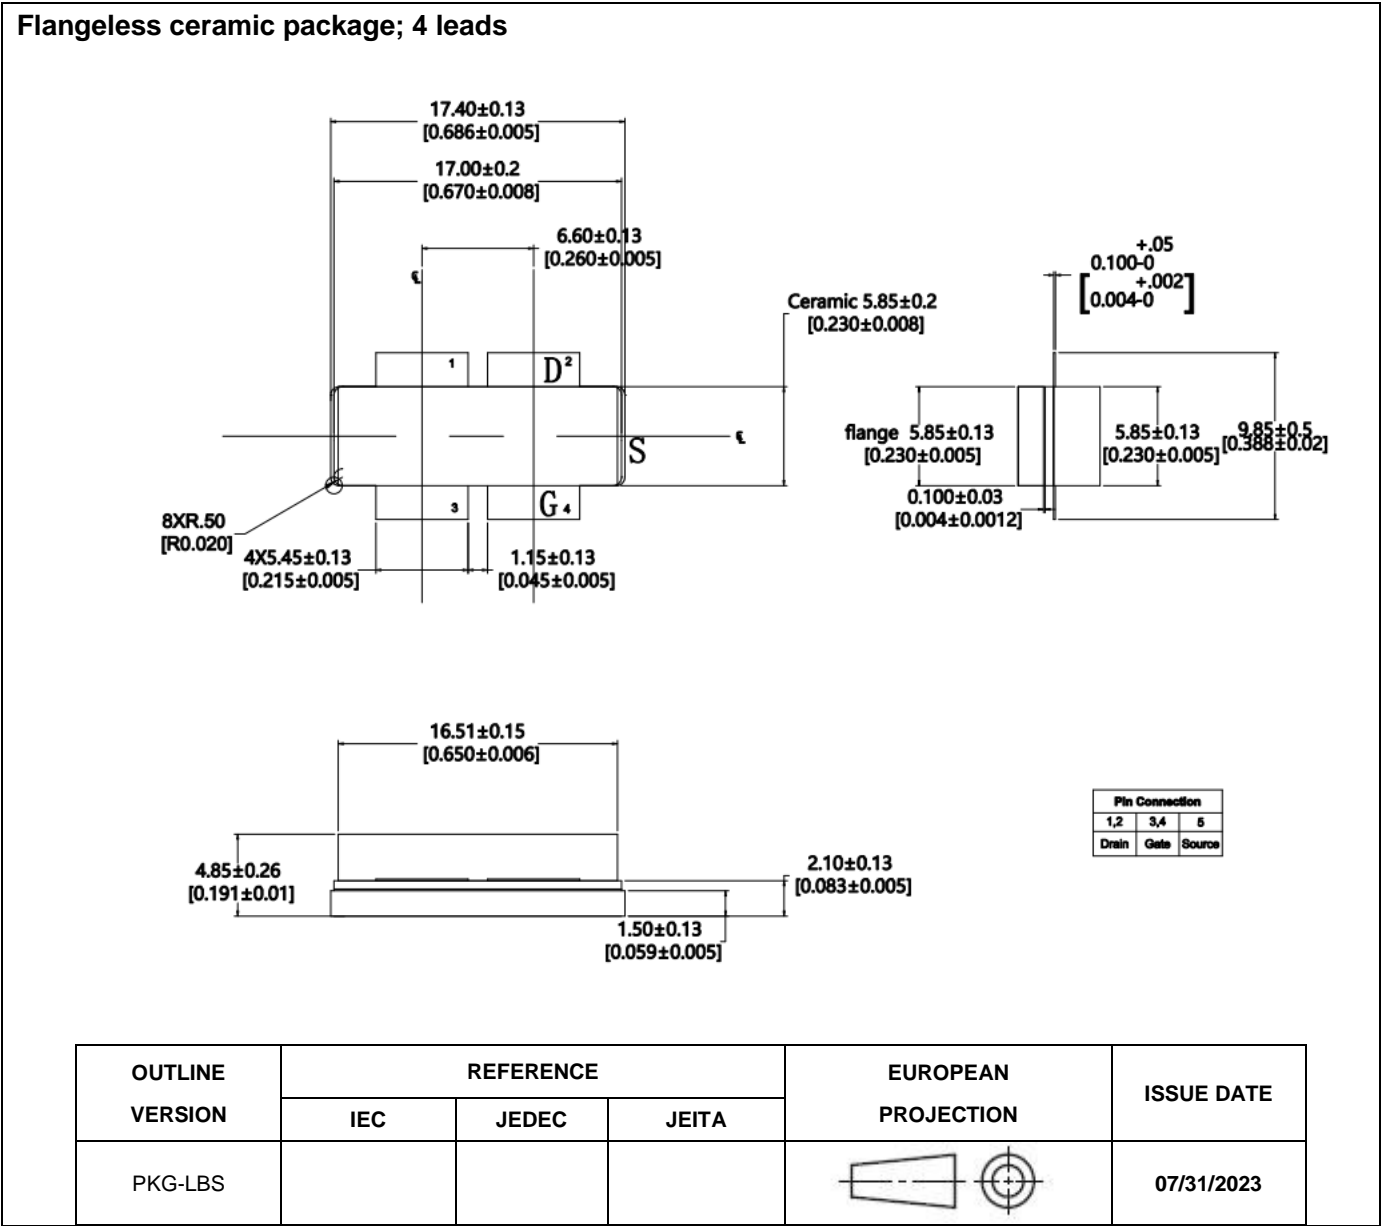 Flangeless ceramic package; 4 leads
17.40±0.13
[0.686±0.005]
17.00±0.2
[0.670±0.008]
6.60±0.13
[0.260±0.005]
℄
+.05
0.100-0
+.002
[0.004-0]
Ceramic 5.85±0.2
[0.230±0.008]
1
D 2
flange 5.85±0.13
[0.230±0.005]
5.85±0.13
[0.230±0.005]
9.85±0.5
[0.388±0.02]
℄
S
0.100±0.03
[0.004±0.0012]
3
G 4
8XR.50
[R0.020]
4X5.45±0.13
[0.215±0.005]
1.15±0.13
[0.045±0.005]
16.51±0.15
[0.650±0.006]
4.85±0.26
[0.191±0.01]
2.10±0.13
[0.083±0.005]
1.50±0.13
[0.059±0.005]
Pin Connection
1,2 3,4 5
Drain Gate Source
OUTLINE VERSION
REFERENCE
IEC JEDEC JEITA
EUROPEAN PROJECTION
ISSUE DATE
PKG-LBS
07/31/2023